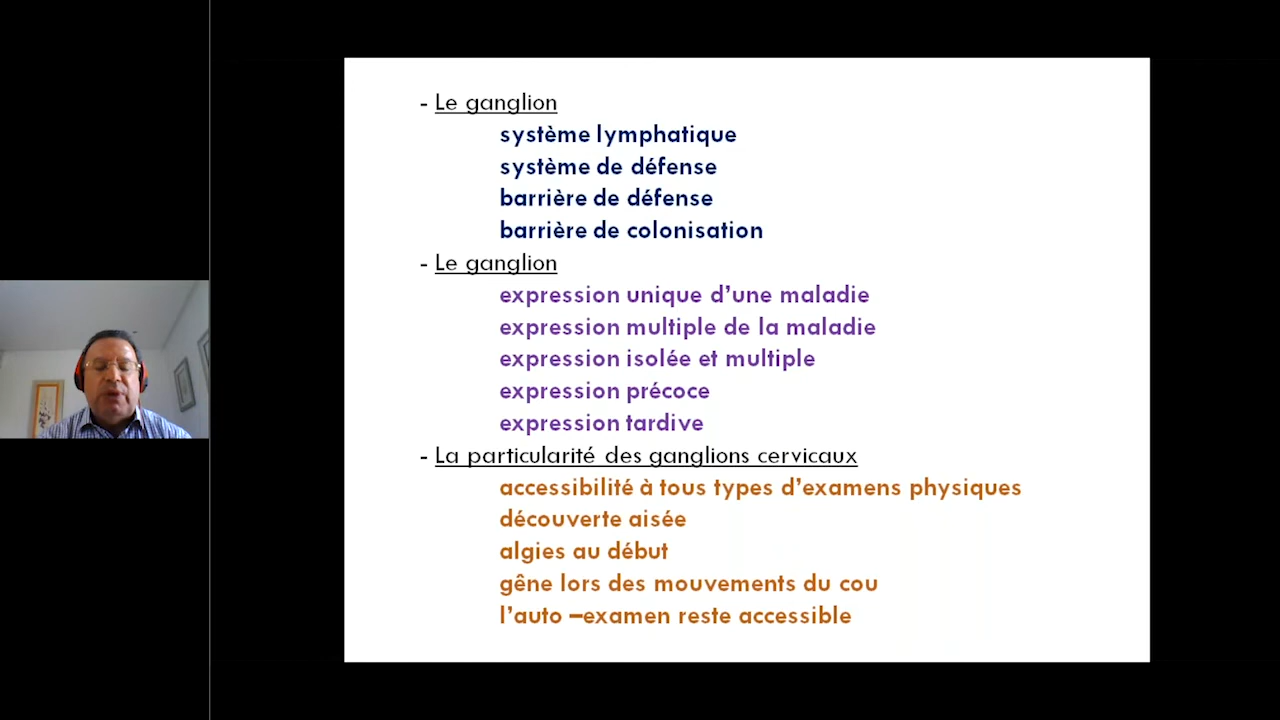 - Le ganglion
système lymphatique
système de défense
barrière de défense
barrière de colonisation
- Le ganglion
expression unique d’une maladie
expression multiple de la maladie
expression isolée et multiple
expression précoce
expression tardive
- La particularité des ganglions cervicaux
accessibilité à tous types d’examens physiques
découverte aisée
algies au début
gêne lors des mouvements du cou
l’auto –examen reste accessible